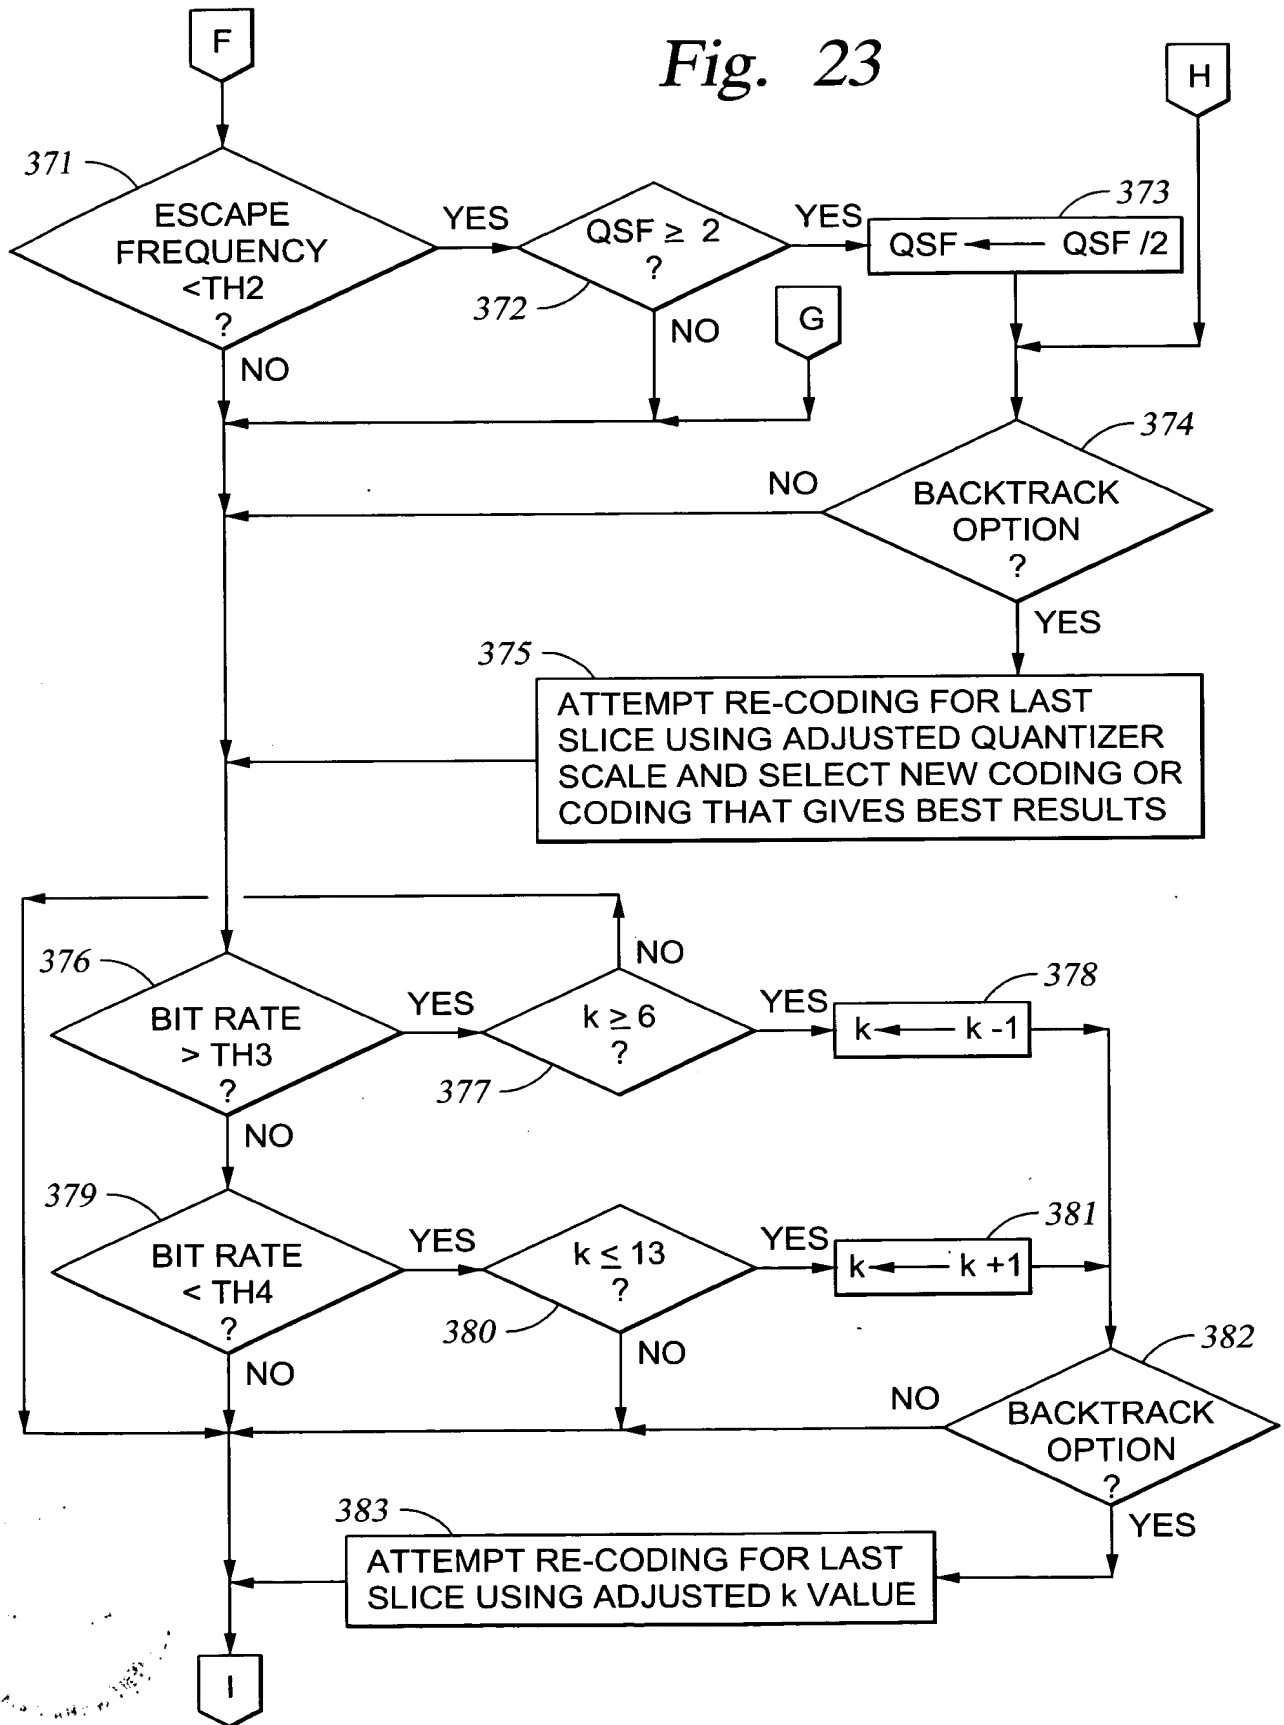 Fig. 23
F
H
371
ESCAPE
FREQUENCY
<TH2
?
YES
NO
QSF ≥ 2
?
372
YES
NO
373
QSF ← QSF /2
G
374
BACKTRACK
OPTION
?
NO
YES
375
ATTEMPT RE-CODING FOR LAST
SLICE USING ADJUSTED QUANTIZER
SCALE AND SELECT NEW CODING OR
CODING THAT GIVES BEST RESULTS
376
BIT RATE
> TH3
?
YES
NO
k ≥ 6
?
377
NO
YES
378
k ← k -1
379
BIT RATE
< TH4
?
YES
NO
k ≤ 13
?
380
YES
NO
381
k ← k +1
382
BACKTRACK
OPTION
?
NO
YES
383
ATTEMPT RE-CODING FOR LAST
SLICE USING ADJUSTED k VALUE
I